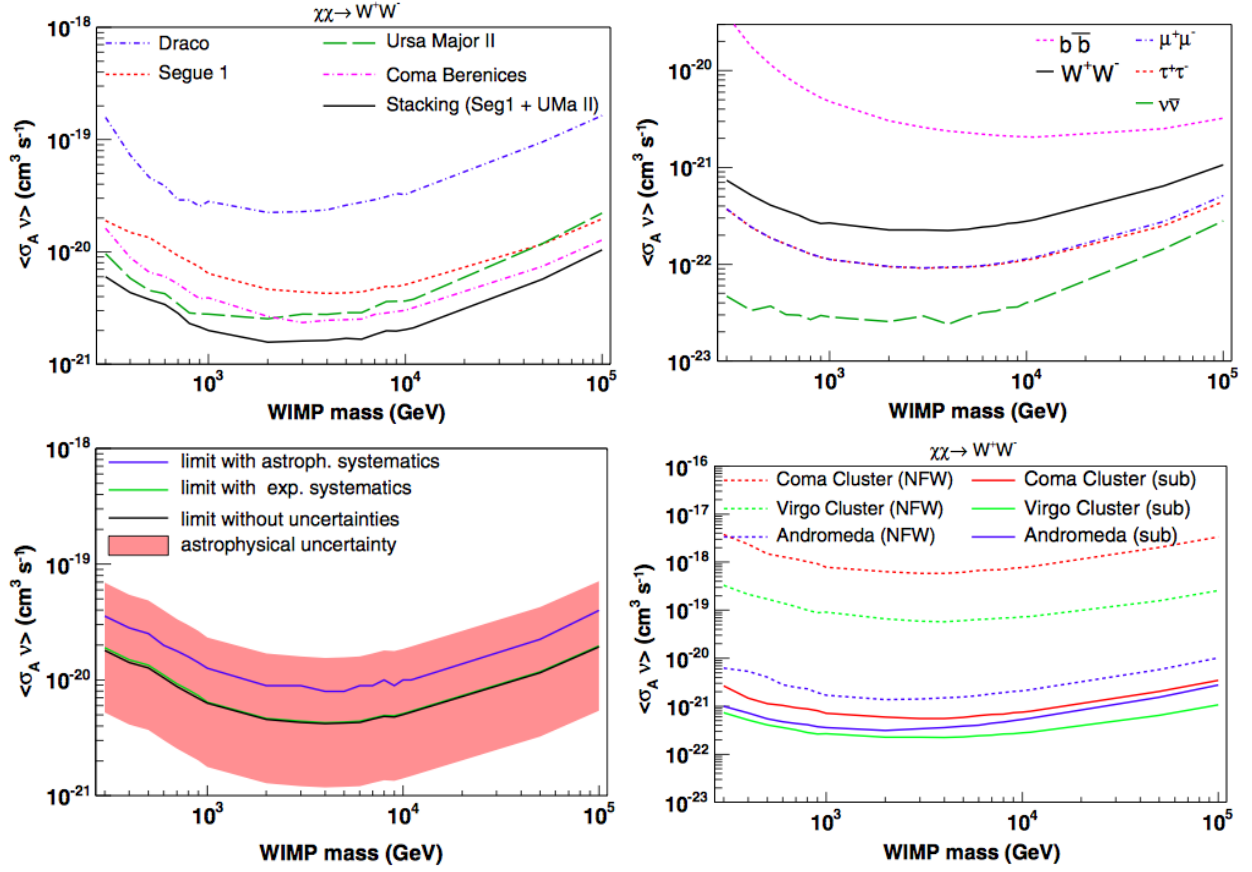 χχ→ W⁺W⁻
10⁻¹⁸
Draco
Ursa Major II
Segue 1
Coma Berenices
Stacking (Seg1 + UMa II)
10⁻¹⁹
10⁻²⁰
10⁻²¹
<σ_A ν> (cm³ s⁻¹)
10³
10⁴
10⁵
WIMP mass (GeV)
bb̅
μ⁺μ⁻
W⁺W⁻
τ⁺τ⁻
νν̅
10⁻²⁰
10⁻²¹
10⁻²²
10⁻²³
<σ_A ν> (cm³ s⁻¹)
10³
10⁴
10⁵
WIMP mass (GeV)
10⁻¹⁸
limit with astroph. systematics
limit with exp. systematics
limit without uncertainties
astrophysical uncertainty
10⁻¹⁹
10⁻²⁰
10⁻²¹
<σ_A ν> (cm³ s⁻¹)
10³
10⁴
10⁵
WIMP mass (GeV)
χχ→ W⁺W⁻
10⁻¹⁶
Coma Cluster (NFW)
Coma Cluster (sub)
Virgo Cluster (NFW)
Virgo Cluster (sub)
Andromeda (NFW)
Andromeda (sub)
10⁻¹⁷
10⁻¹⁸
10⁻¹⁹
10⁻²⁰
10⁻²¹
10⁻²²
10⁻²³
<σ_A ν> (cm³ s⁻¹)
10³
10⁴
10⁵
WIMP mass (GeV)